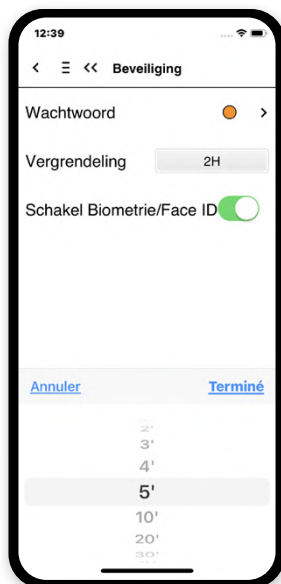 12:39
Beveiliging
Wachtwoord
Vergrendeling 2H
Schakel Biometrie/Face ID
Annuler Terminé
2'
3'
4'
5'
10'
20'
30'